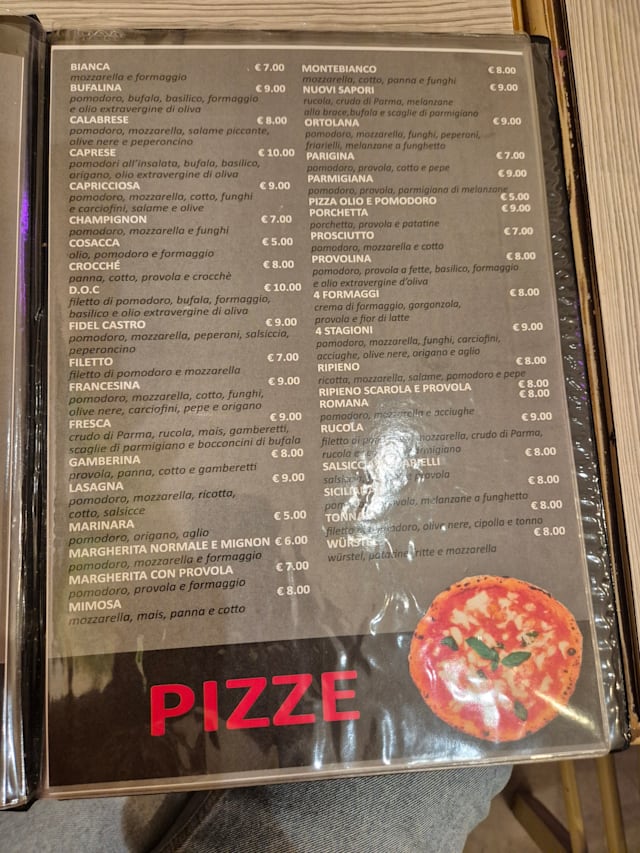 BIANCA € 7.00
mozzarella e formaggio
BUFALINA € 9.00
pomodoro, bufala, basilico, formaggio
e olio extravergine di oliva
CALABRESE € 8.00
pomodoro, mozzarella, salame piccante,
olive nere e peperoncino
CAPRESE € 10.00
pomodori all'insalata, bufala, basilico,
origano, olio extravergine di oliva
CAPRICCIOSA € 9.00
pomodoro, mozzarella, cotto, funghi
e carciofini, salame e olive
CHAMPIGNON € 7.00
pomodoro, mozzarella e funghi
COSACCA € 5.00
olio, pomodoro e formaggio
CROCCHÉ € 8.00
panna, cotto, provola e crocchè
D.O.C € 10.00
filetto di pomodoro, bufala, formaggio,
basilico e olio extravergine di oliva
FIDEL CASTRO € 9.00
pomodoro, mozzarella, peperoni, salsiccia,
peperoncino
FILETTO € 7.00
filetto di pomodoro e mozzarella
FRANCESINA € 9.00
pomodoro, mozzarella, cotto, funghi,
olive nere, carciofini, pepe e origano
FRESCA € 9.00
crudo di Parma, rucola, mais, gamberetti,
scaglie di parmigiano e bocconcini di bufala
GAMBERINA € 8.00
provola, panna, cotto e gamberetti
LASAGNA € 9.00
pomodoro, mozzarella, ricotta,
cotto, salsicce
MARINARA € 5.00
pomodoro, origano, aglio
MARGHERITA NORMALE E MIGNON € 6.00
pomodoro, mozzarella e formaggio
MARGHERITA CON PROVOLA € 7.00
pomodoro, provola e formaggio
MIMOSA € 8.00
mozzarella, mais, panna e cotto
MONTEBIANCO € 8.00
mozzarella, cotto, panna e funghi
NUOVI SAPORI € 9.00
rucola, crudo di Parma, melanzane
alla brace,bufala e scaglie di parmigiano
ORTOLANA € 9.00
pomodoro, mozzarella, funghi, peperoni,
friarielli, melanzane a funghetto
PARIGINA € 7.00
pomodoro, provola, cotto e pepe
PARMIGIANA € 9.00
pomodoro, provola, parmigiana di melanzane
PIZZA OLIO E POMODORO € 5.00
PORCHETTA € 9.00
porchetta, provola e patatine
PROSCIUTTO € 7.00
pomodoro, mozzarella e cotto
PROVOLINA € 8.00
pomodoro, provola a fette, basilico, formaggio
e olio extravergine d'oliva
4 FORMAGGI € 8.00
crema di formaggio, gorgonzola,
provola e fior di latte
4 STAGIONI € 9.00
pomodoro, mozzarella, funghi, carciofini,
acciughe, olive nere, origano e aglio
RIPIENO € 8.00
ricotta, mozzarella, salame, pomodoro e pepe
RIPIENO SCAROLA E PROVOLA € 8.00
ROMANA € 8.00
pomodoro, mozzarella e acciughe
RUCOLA € 9.00
filetto di pomodoro, mozzarella, crudo di Parma,
rucola e parmigiano
SALSICCIA € 8.00
provola
SICILIANA € 8.00
provola, melanzane a funghetto
TONNO € 8.00
filetto di pomodoro, olive nere, cipolla e tonno
WÜRSTEL € 8.00
würstel, patatine fritte e mozzarella
PIZZE